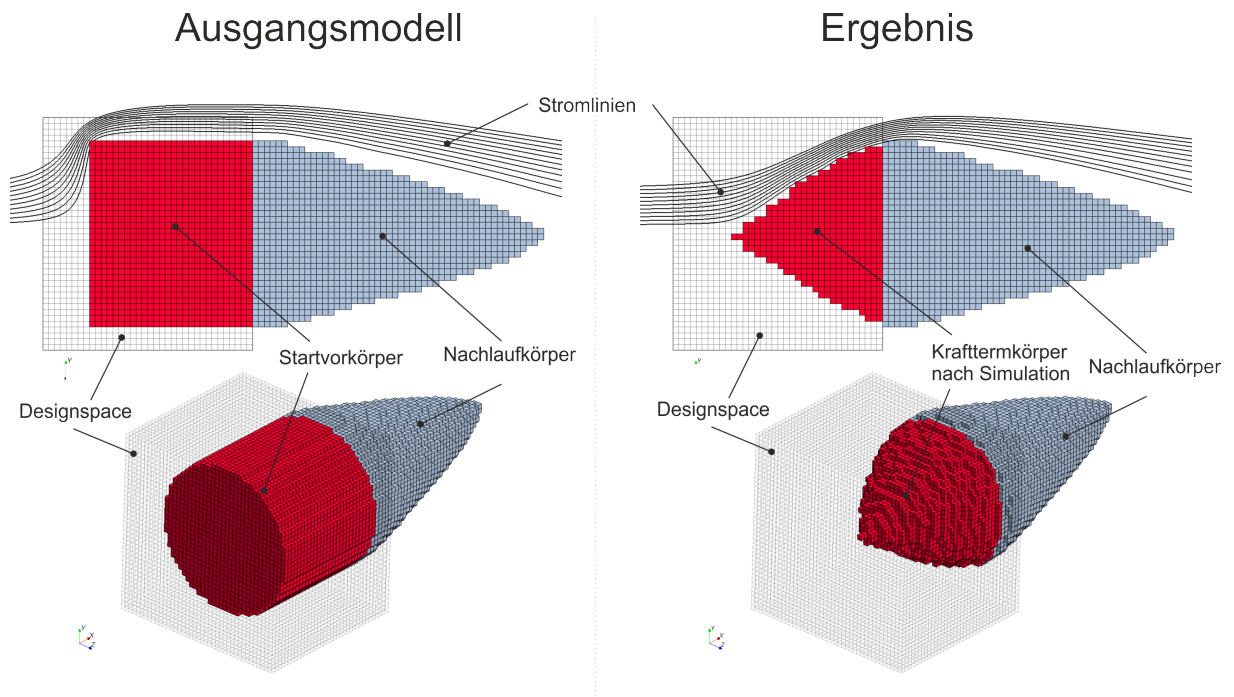 Ausgangsmodell
Ergebnis
Stromlinien
Startvorkörper
Nachlaufkörper
Designspace
Krafttermkörper
nach Simulation
Nachlaufkörper
Designspace
Y
Y
Y
X
Z
Y
X
Z